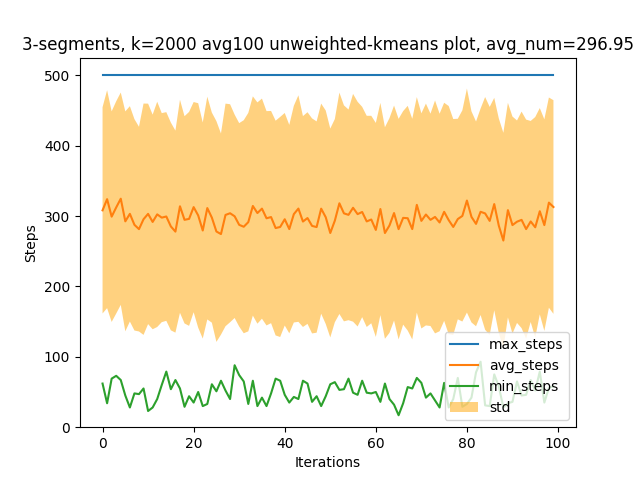 3-segments, k=2000 avg100 unweighted-kmeans plot, avg_num=296.95
500
400
300
200
100
0
Steps
max_steps
avg_steps
min_steps
std
0 20 40 60 80 100
Iterations